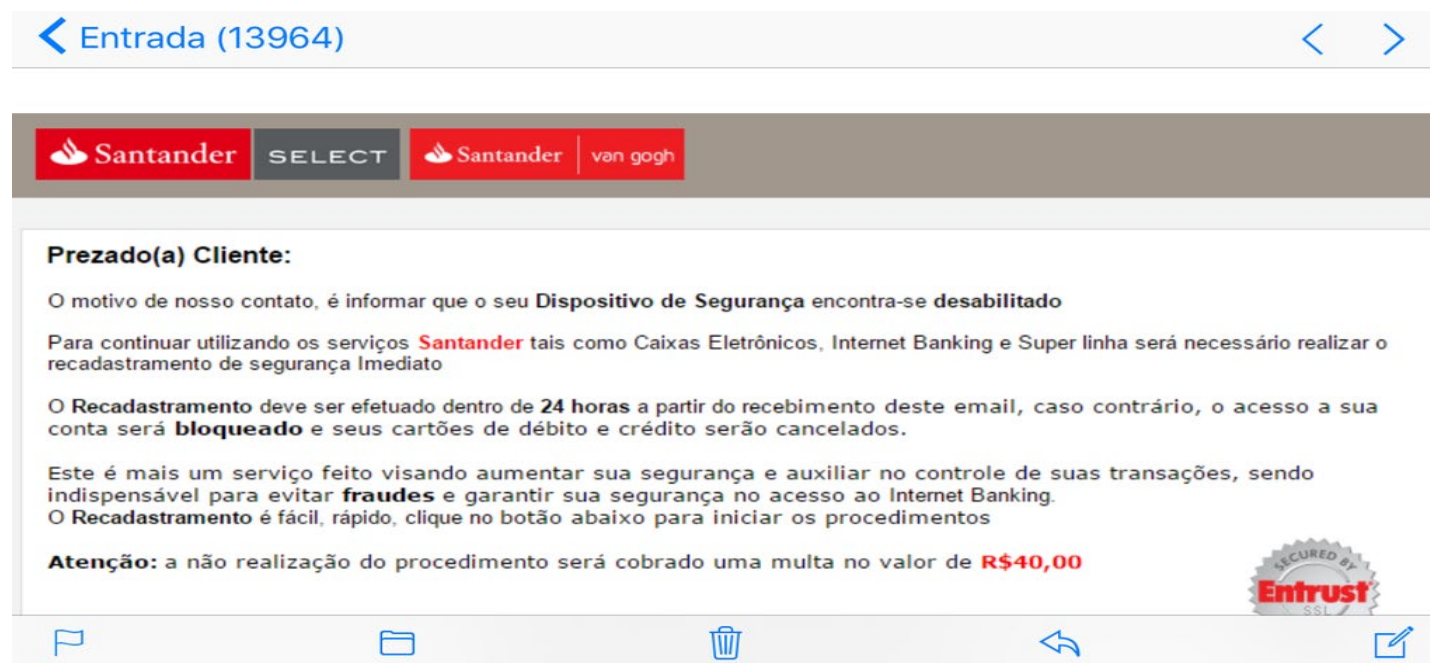 Entrada (13964)
Santander SELECT Santander van gogh
Prezado(a) Cliente:
O motivo de nosso contato, é informar que o seu Dispositivo de Segurança encontra-se desabilitado
Para continuar utilizando os serviços Santander tais como Caixas Eletrônicos, Internet Banking e Super linha será necessário realizar o
recadastramento de segurança Imediato
O Recadastramento deve ser efetuado dentro de 24 horas a partir do recebimento deste email, caso contrário, o acesso a sua
conta será bloqueado e seus cartões de débito e crédito serão cancelados.
Este é mais um serviço feito visando aumentar sua segurança e auxiliar no controle de suas transações, sendo
indispensável para evitar fraudes e garantir sua segurança no acesso ao Internet Banking.
O Recadastramento é fácil, rápido, clique no botão abaixo para iniciar os procedimentos
Atenção: a não realização do procedimento será cobrado uma multa no valor de R$40,00
SECURED BY
Entrust
SSL